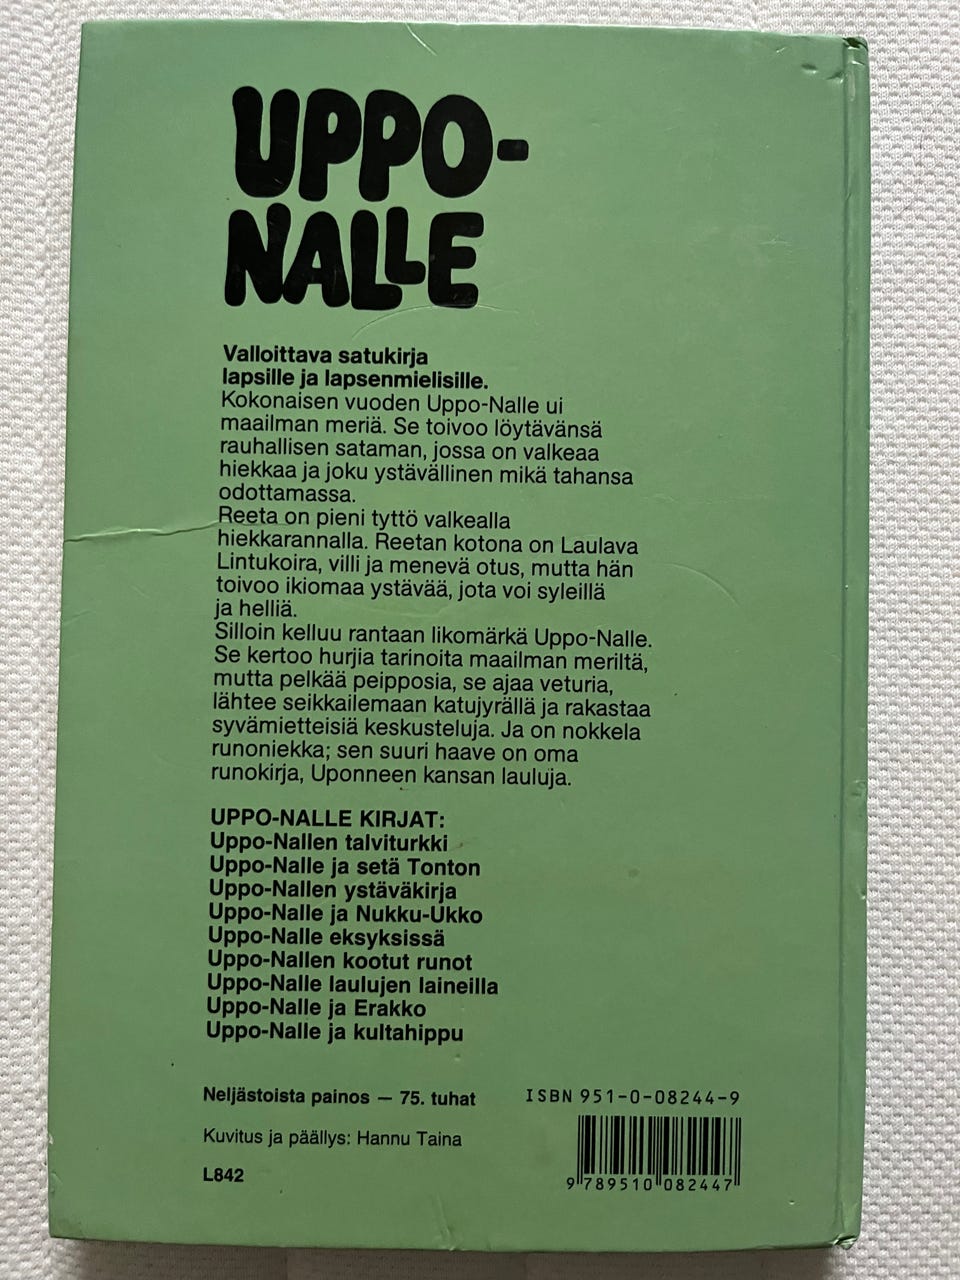 UPPO-
NALLE
Valloittava satukirja
lapsille ja lapsenmielisille.
Kokonaisen vuoden Uppo-Nalle ui
maailman meriä. Se toivoo löytävänsä
rauhallisen sataman, jossa on valkeaa
hiekkaa ja joku ystävällinen mikä tahansa
odottamassa.
Reeta on pieni tyttö valkealla
hiekkarannalla. Reetan kotona on Laulava
Lintukoira, villi ja menevä otus, mutta hän
toivoo ikiomaa ystävää, jota voi syleillä
ja helliä.
Silloin kelluu rantaan likomärkä Uppo-Nalle.
Se kertoo hurjia tarinoita maailman meriltä,
mutta pelkää peipposia, se ajaa veturia,
lähtee seikkailemaan katujyrällä ja rakastaa
syvämietteisiä keskusteluja. Ja on nokkela
runoniekka; sen suuri haave on oma
runokirja, Uponneen kansan lauluja.
UPPO-NALLE KIRJAT:
Uppo-Nallen talviturkki
Uppo-Nalle ja setä Tonton
Uppo-Nallen ystäväkirja
Uppo-Nalle ja Nukku-Ukko
Uppo-Nalle eksyksissä
Uppo-Nallen kootut runot
Uppo-Nalle laulujen laineilla
Uppo-Nalle ja Erakko
Uppo-Nalle ja kultahippu
Neljästoista painos — 75. tuhat
ISBN 951-0-08244-9
Kuvitus ja päällys: Hannu Taina
L842
9 789510 082447